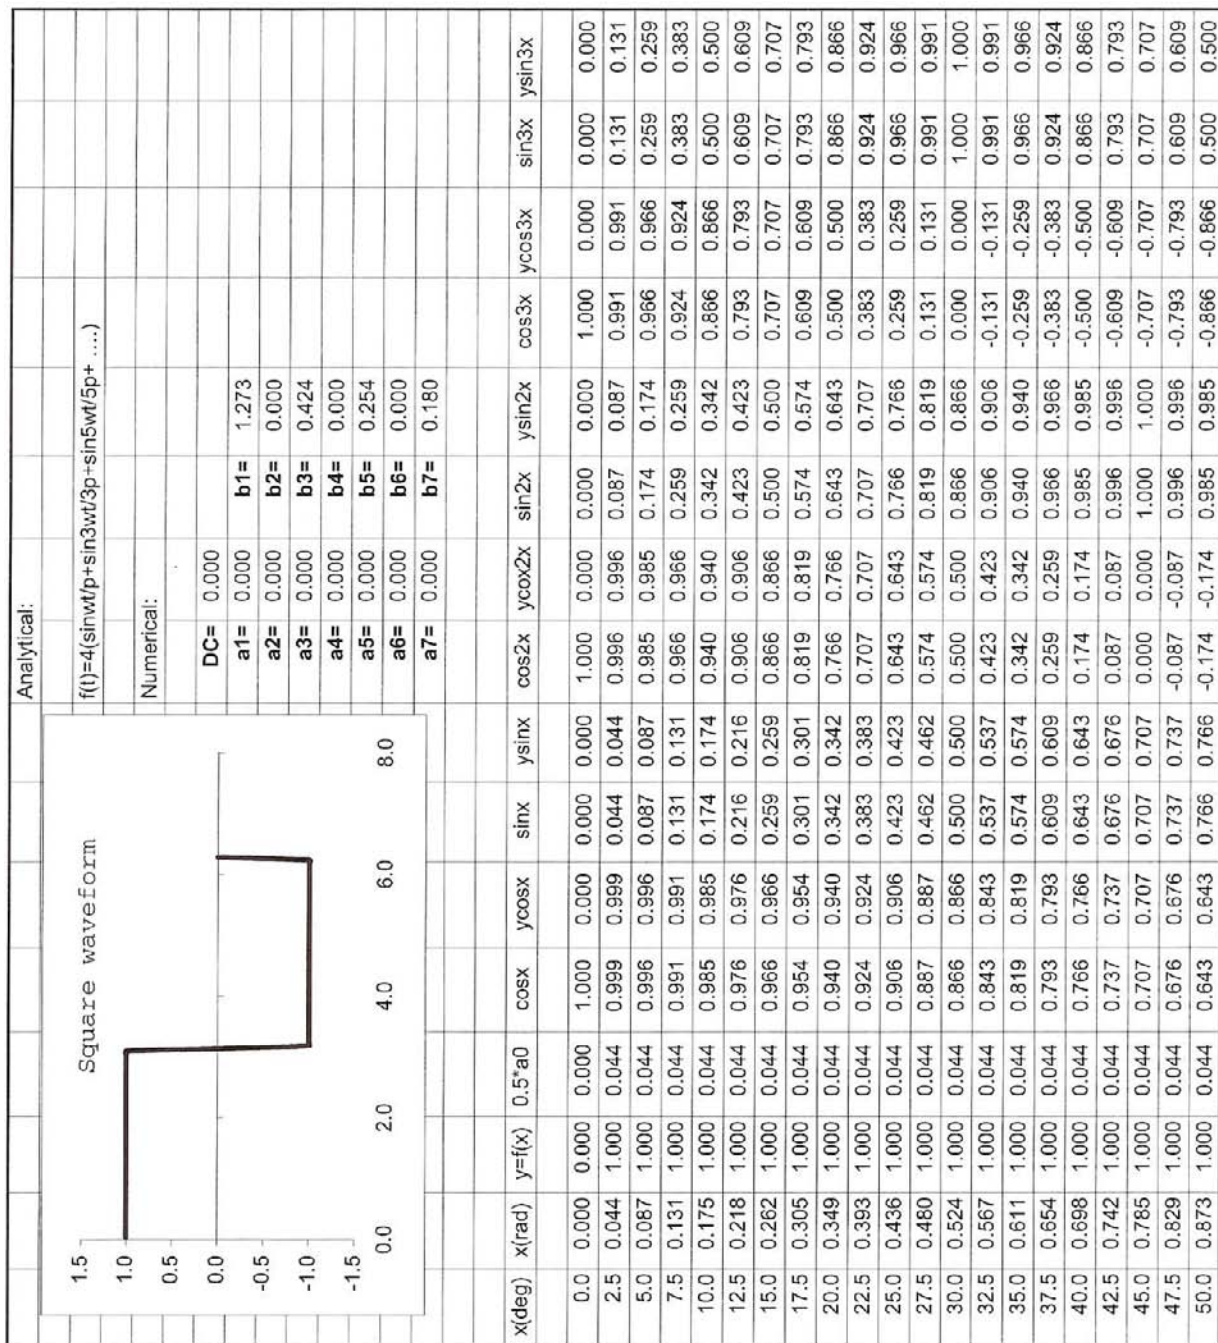 Analytical:
f(t)=4(sinwt/p+sin3wt/3p+sin5wt/5p+ ....)
Numerical:
DC= 0.000
a1= 0.000 b1= 1.273
a2= 0.000 b2= 0.000
a3= 0.000 b3= 0.424
a4= 0.000 b4= 0.000
a5= 0.000 b5= 0.254
a6= 0.000 b6= 0.000
a7= 0.000 b7= 0.180
Square waveform
1.5
1.0
0.5
0.0
-0.5
-1.0
-1.5
0.0 2.0 4.0 6.0 8.0
x(deg) x(rad) y=f(x) 0.5*a0 cosx ycosx sinx ysinx cos2x ycox2x sin2x ysin2x cos3x ycos3x sin3x ysin3x
0.0 0.000 0.000 0.000 1.000 0.000 0.000 0.000 1.000 0.000 0.000 0.000 1.000 0.000 0.000 0.000
2.5 0.044 1.000 0.044 0.999 0.999 0.044 0.044 0.996 0.996 0.087 0.087 0.991 0.991 0.131 0.131
5.0 0.087 1.000 0.044 0.996 0.996 0.087 0.087 0.985 0.985 0.174 0.174 0.966 0.966 0.259 0.259
7.5 0.131 1.000 0.044 0.991 0.991 0.131 0.131 0.966 0.966 0.259 0.259 0.924 0.924 0.383 0.383
10.0 0.175 1.000 0.044 0.985 0.985 0.174 0.174 0.940 0.940 0.342 0.342 0.866 0.866 0.500 0.500
12.5 0.218 1.000 0.044 0.976 0.976 0.216 0.216 0.906 0.906 0.423 0.423 0.793 0.793 0.609 0.609
15.0 0.262 1.000 0.044 0.966 0.966 0.259 0.259 0.866 0.866 0.500 0.500 0.707 0.707 0.707 0.707
17.5 0.305 1.000 0.044 0.954 0.954 0.301 0.301 0.819 0.819 0.574 0.574 0.609 0.609 0.793 0.793
20.0 0.349 1.000 0.044 0.940 0.940 0.342 0.342 0.766 0.766 0.643 0.643 0.500 0.500 0.866 0.866
22.5 0.393 1.000 0.044 0.924 0.924 0.383 0.383 0.707 0.707 0.707 0.707 0.383 0.383 0.924 0.924
25.0 0.436 1.000 0.044 0.906 0.906 0.423 0.423 0.643 0.643 0.766 0.766 0.259 0.259 0.966 0.966
27.5 0.480 1.000 0.044 0.887 0.887 0.462 0.462 0.574 0.574 0.819 0.819 0.131 0.131 0.991 0.991
30.0 0.524 1.000 0.044 0.866 0.866 0.500 0.500 0.500 0.500 0.866 0.866 0.000 0.000 1.000 1.000
32.5 0.567 1.000 0.044 0.843 0.843 0.537 0.537 0.423 0.423 0.906 0.906 -0.131 -0.131 0.991 0.991
35.0 0.611 1.000 0.044 0.819 0.819 0.574 0.574 0.342 0.342 0.940 0.940 -0.259 -0.259 0.966 0.966
37.5 0.654 1.000 0.044 0.793 0.793 0.609 0.609 0.259 0.259 0.966 0.966 -0.383 -0.383 0.924 0.924
40.0 0.698 1.000 0.044 0.766 0.766 0.643 0.643 0.174 0.174 0.985 0.985 -0.500 -0.500 0.866 0.866
42.5 0.742 1.000 0.044 0.737 0.737 0.676 0.676 0.087 0.087 0.996 0.996 -0.609 -0.609 0.793 0.793
45.0 0.785 1.000 0.044 0.707 0.707 0.707 0.707 0.000 0.000 1.000 1.000 -0.707 -0.707 0.707 0.707
47.5 0.829 1.000 0.044 0.676 0.676 0.737 0.737 -0.087 -0.087 0.996 0.996 -0.793 -0.793 0.609 0.609
50.0 0.873 1.000 0.044 0.643 0.643 0.766 0.766 -0.174 -0.174 0.985 0.985 -0.866 -0.866 0.500 0.500